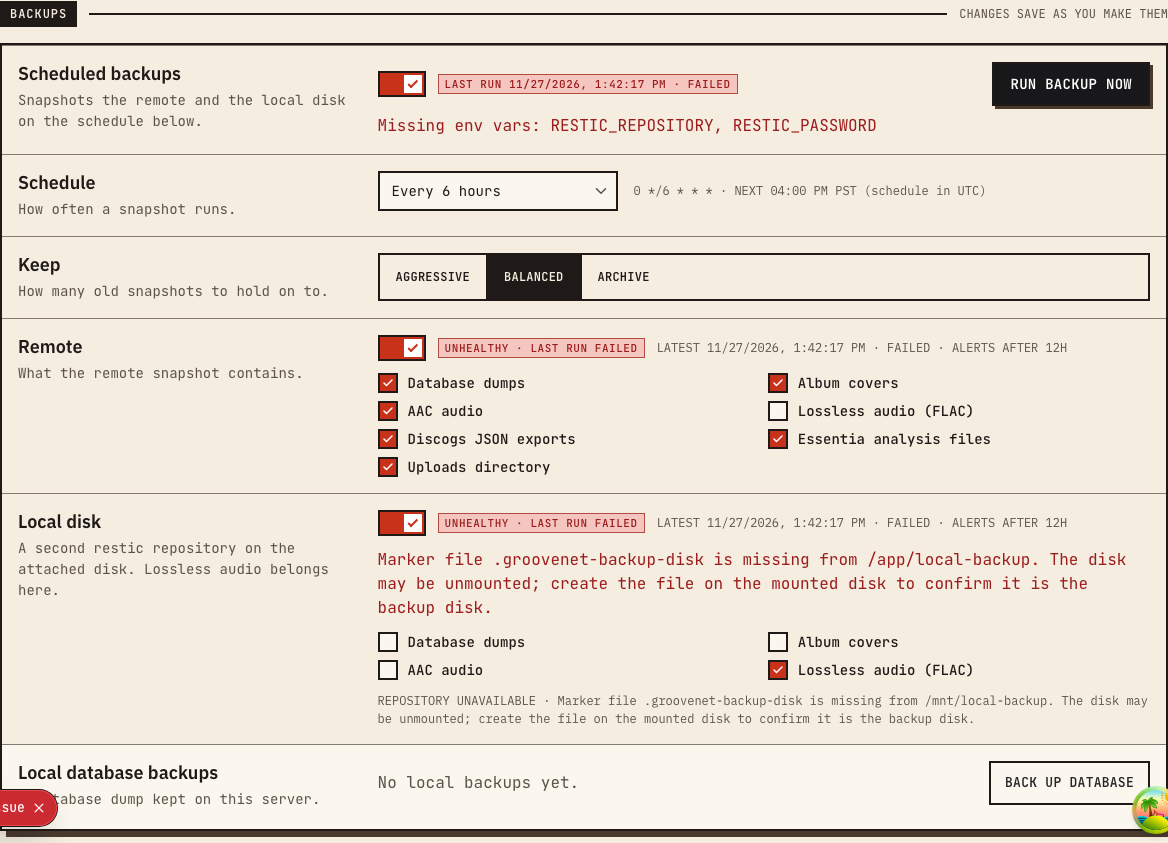 BACKUPS
CHANGES SAVE AS YOU MAKE THEM
Scheduled backups
Snapshots the remote and the local disk
on the schedule below.
LAST RUN 11/27/2026, 1:42:17 PM · FAILED
RUN BACKUP NOW
Missing env vars: RESTIC_REPOSITORY, RESTIC_PASSWORD
Schedule
How often a snapshot runs.
Every 6 hours
0 */6 * * * · NEXT 04:00 PM PST (schedule in UTC)
Keep
How many old snapshots to hold on to.
AGGRESSIVE
BALANCED
ARCHIVE
Remote
What the remote snapshot contains.
UNHEALTHY · LAST RUN FAILED
LATEST 11/27/2026, 1:42:17 PM · FAILED · ALERTS AFTER 12H
Database dumps
Album covers
AAC audio
Lossless audio (FLAC)
Discogs JSON exports
Essentia analysis files
Uploads directory
Local disk
A second restic repository on the
attached disk. Lossless audio belongs
here.
UNHEALTHY · LAST RUN FAILED
LATEST 11/27/2026, 1:42:17 PM · FAILED · ALERTS AFTER 12H
Marker file .groovenet-backup-disk is missing from /app/local-backup. The disk
may be unmounted; create the file on the mounted disk to confirm it is the
backup disk.
Database dumps
Album covers
AAC audio
Lossless audio (FLAC)
REPOSITORY UNAVAILABLE · Marker file .groovenet-backup-disk is missing from /mnt/local-backup. The disk may
be unmounted; create the file on the mounted disk to confirm it is the backup disk.
Local database backups
tabase dump kept on this server.
No local backups yet.
BACK UP DATABASE
sue